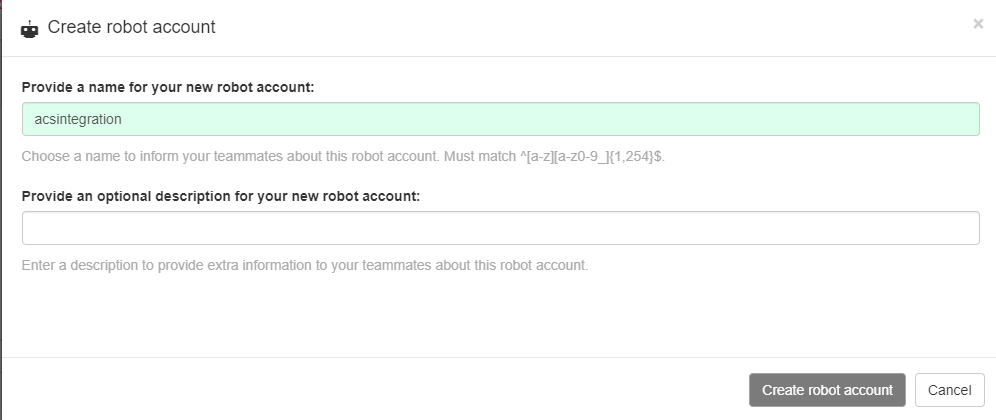 Create robot account
×
Provide a name for your new robot account:
acsintegration
Choose a name to inform your teammates about this robot account. Must match ^[a-z][a-z0-9_]{1,254}$.
Provide an optional description for your new robot account:
Enter a description to provide extra information to your teammates about this robot account.
Create robot account
Cancel